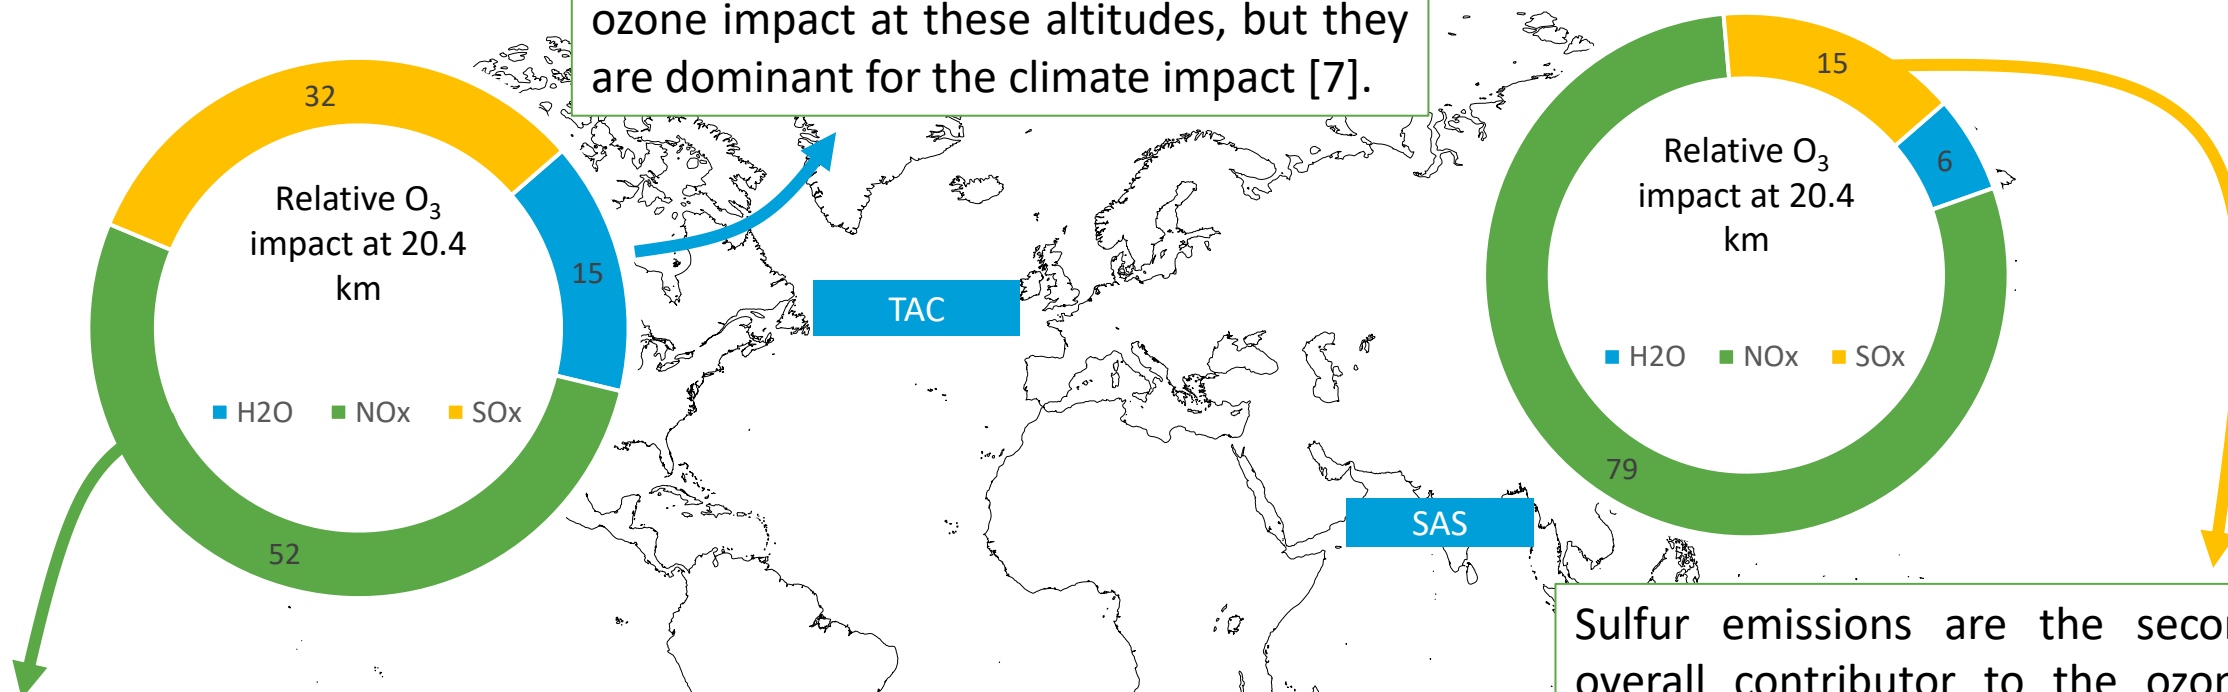 ozone impact at these altitudes, but they
are dominant for the climate impact [7].
32
15
52
Relative O₃
impact at 20.4
km
H2O NOx SOx
TAC
SAS
15
6
79
Relative O₃
impact at 20.4
km
H2O NOx SOx
Sulfur emissions are the
overall contributor to the